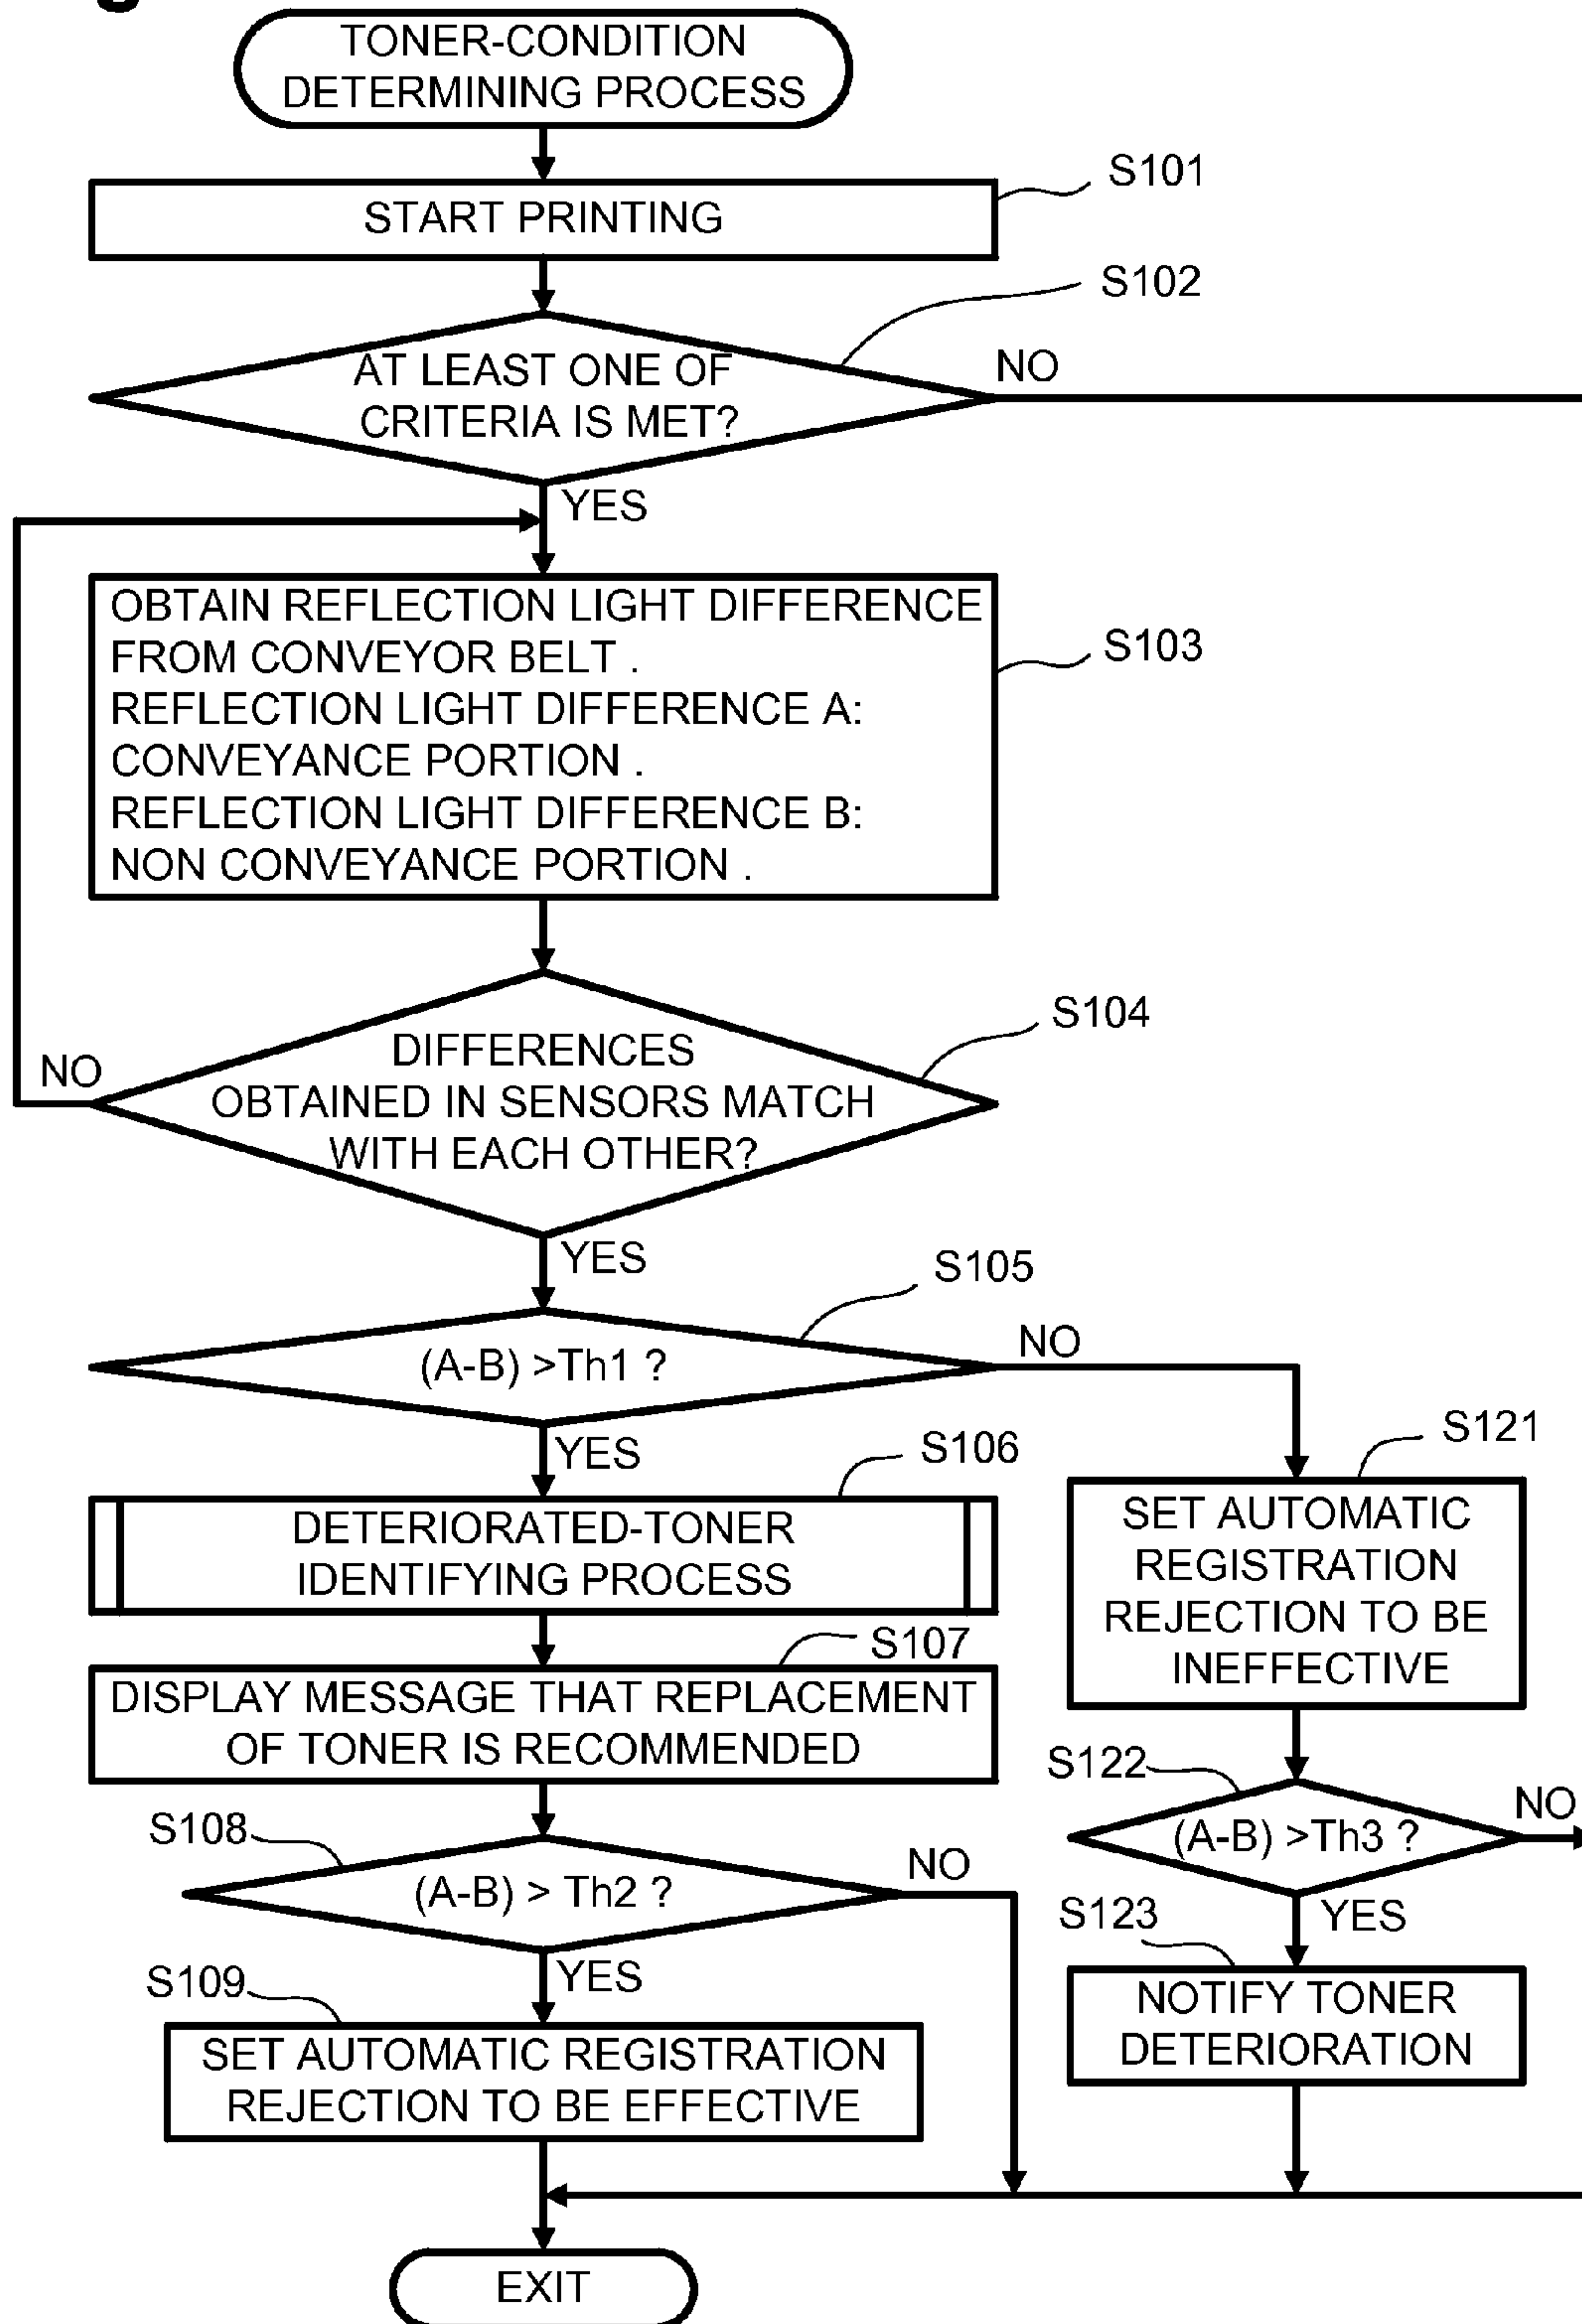 TONER-CONDITION
DETERMINING PROCESS
S101
START PRINTING
S102
AT LEAST ONE OF
CRITERIA IS MET?
NO
YES
OBTAIN REFLECTION LIGHT DIFFERENCE
FROM CONVEYOR BELT .
REFLECTION LIGHT DIFFERENCE A:
CONVEYANCE PORTION .
REFLECTION LIGHT DIFFERENCE B:
NON CONVEYANCE PORTION .
S103
S104
DIFFERENCES
OBTAINED IN SENSORS MATCH
WITH EACH OTHER?
NO
YES
S105
(A-B) >Th1 ?
NO
YES
S106
DETERIORATED-TONER
IDENTIFYING PROCESS
S107
DISPLAY MESSAGE THAT REPLACEMENT
OF TONER IS RECOMMENDED
S108
(A-B) > Th2 ?
NO
YES
S109
SET AUTOMATIC REGISTRATION
REJECTION TO BE EFFECTIVE
S121
SET AUTOMATIC
REGISTRATION
REJECTION TO BE
INEFFECTIVE
S122
(A-B) >Th3 ?
NO
YES
S123
NOTIFY TONER
DETERIORATION
EXIT